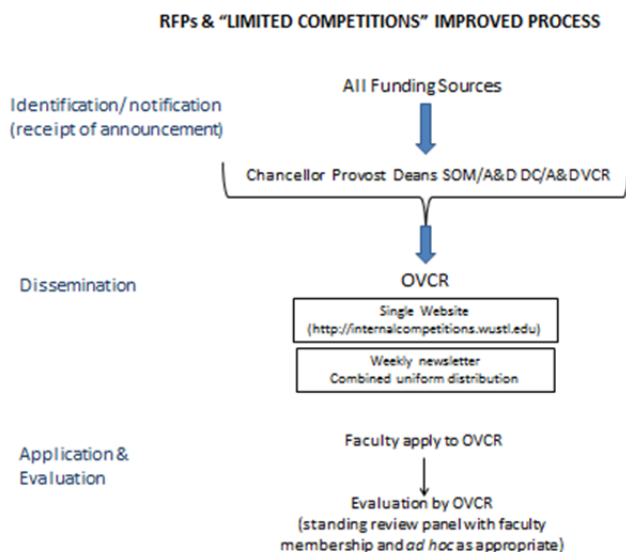 RFPs & “LIMITED COMPETITIONS” IMPROVED PROCESS
Identification/notification
(receipt of announcement)
All Funding Sources
Chancellor Provost Deans SOM/A&D DC/A&D VCR
Dissemination
OVCR
Single Website
(http://internalcompetitions.wustl.edu)
Weekly newsletter
Combined uniform distribution
Application &
Evaluation
Faculty apply to OVCR
Evaluation by OVCR
(standing review panel with faculty
membership and ad hoc as appropriate)